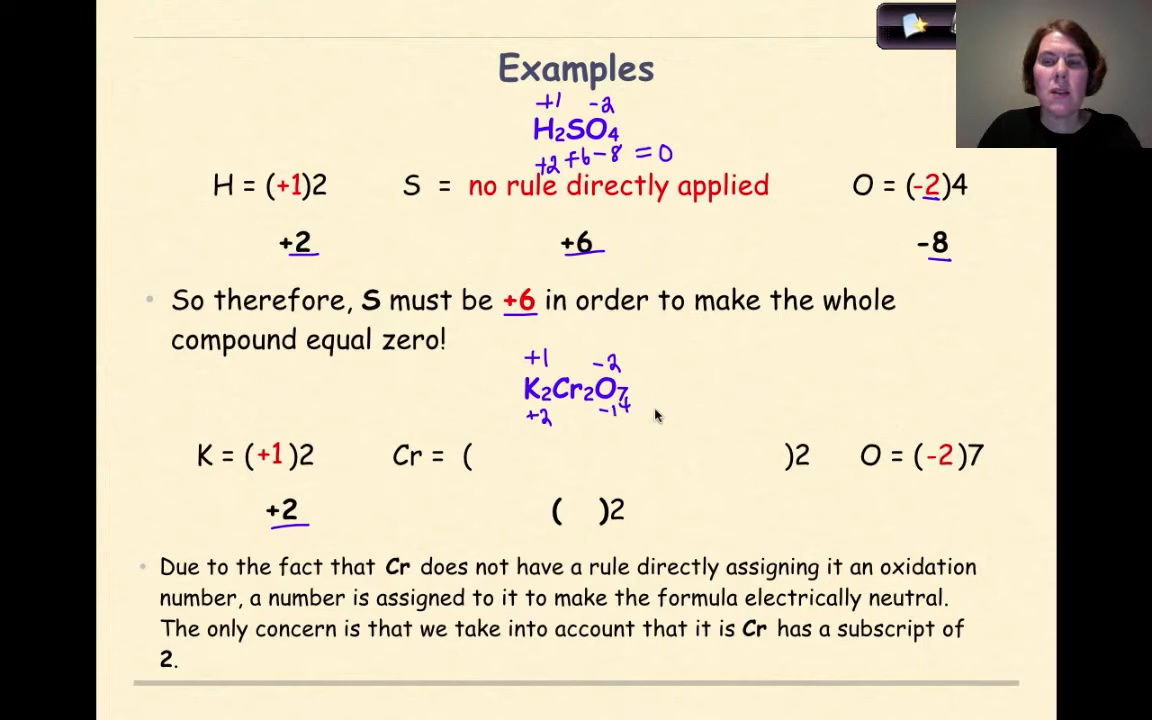 Examples
+1 -2
H₂SO₄
+2 +6 -8 = 0
H = (+1)2 S = no rule directly applied O = (-2)4
+2 +6 -8
• So therefore, S must be +6 in order to make the whole
compound equal zero!
+1 -2
K₂Cr₂O₇
+2 -14
K = (+1 )2 Cr = ( )2 O = (-2)7
+2 ( )2
• Due to the fact that Cr does not have a rule directly assigning it an oxidation
number, a number is assigned to it to make the formula electrically neutral.
The only concern is that we take into account that it is Cr has a subscript of
2.